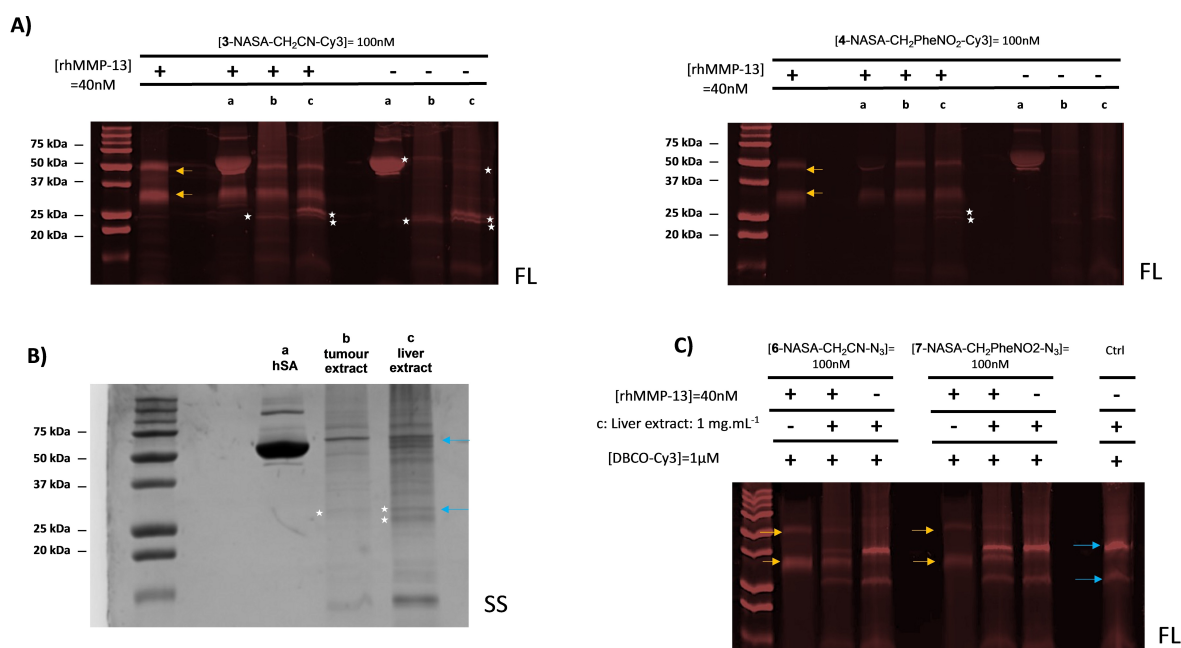 A)
[3-NASA-CH₂CN-Cy3]= 100nM
[rhMMP-13]
=40nM
+ + + + - - -
a b c a b c
75 kDa
50 kDa
37 kDa
25 kDa
20 kDa
FL
[4-NASA-CH₂PheNO₂-Cy3]= 100nM
[rhMMP-13]
=40nM
+ + + + - - -
a b c a b c
75 kDa
50 kDa
37 kDa
25 kDa
20 kDa
FL
B)
a
hSA
b
tumour
extract
c
liver
extract
75 kDa
50 kDa
37 kDa
25 kDa
20 kDa
SS
C)
[6-NASA-CH₂CN-N₃]=
100nM
[7-NASA-CH₂PheNO2-N₃]=
100nM
Ctrl
[rhMMP-13]=40nM + + - + + - -
c: Liver extract: 1 mg.mL⁻¹ - + + - + + +
[DBCO-Cy3]=1μM + + + + + + +
FL